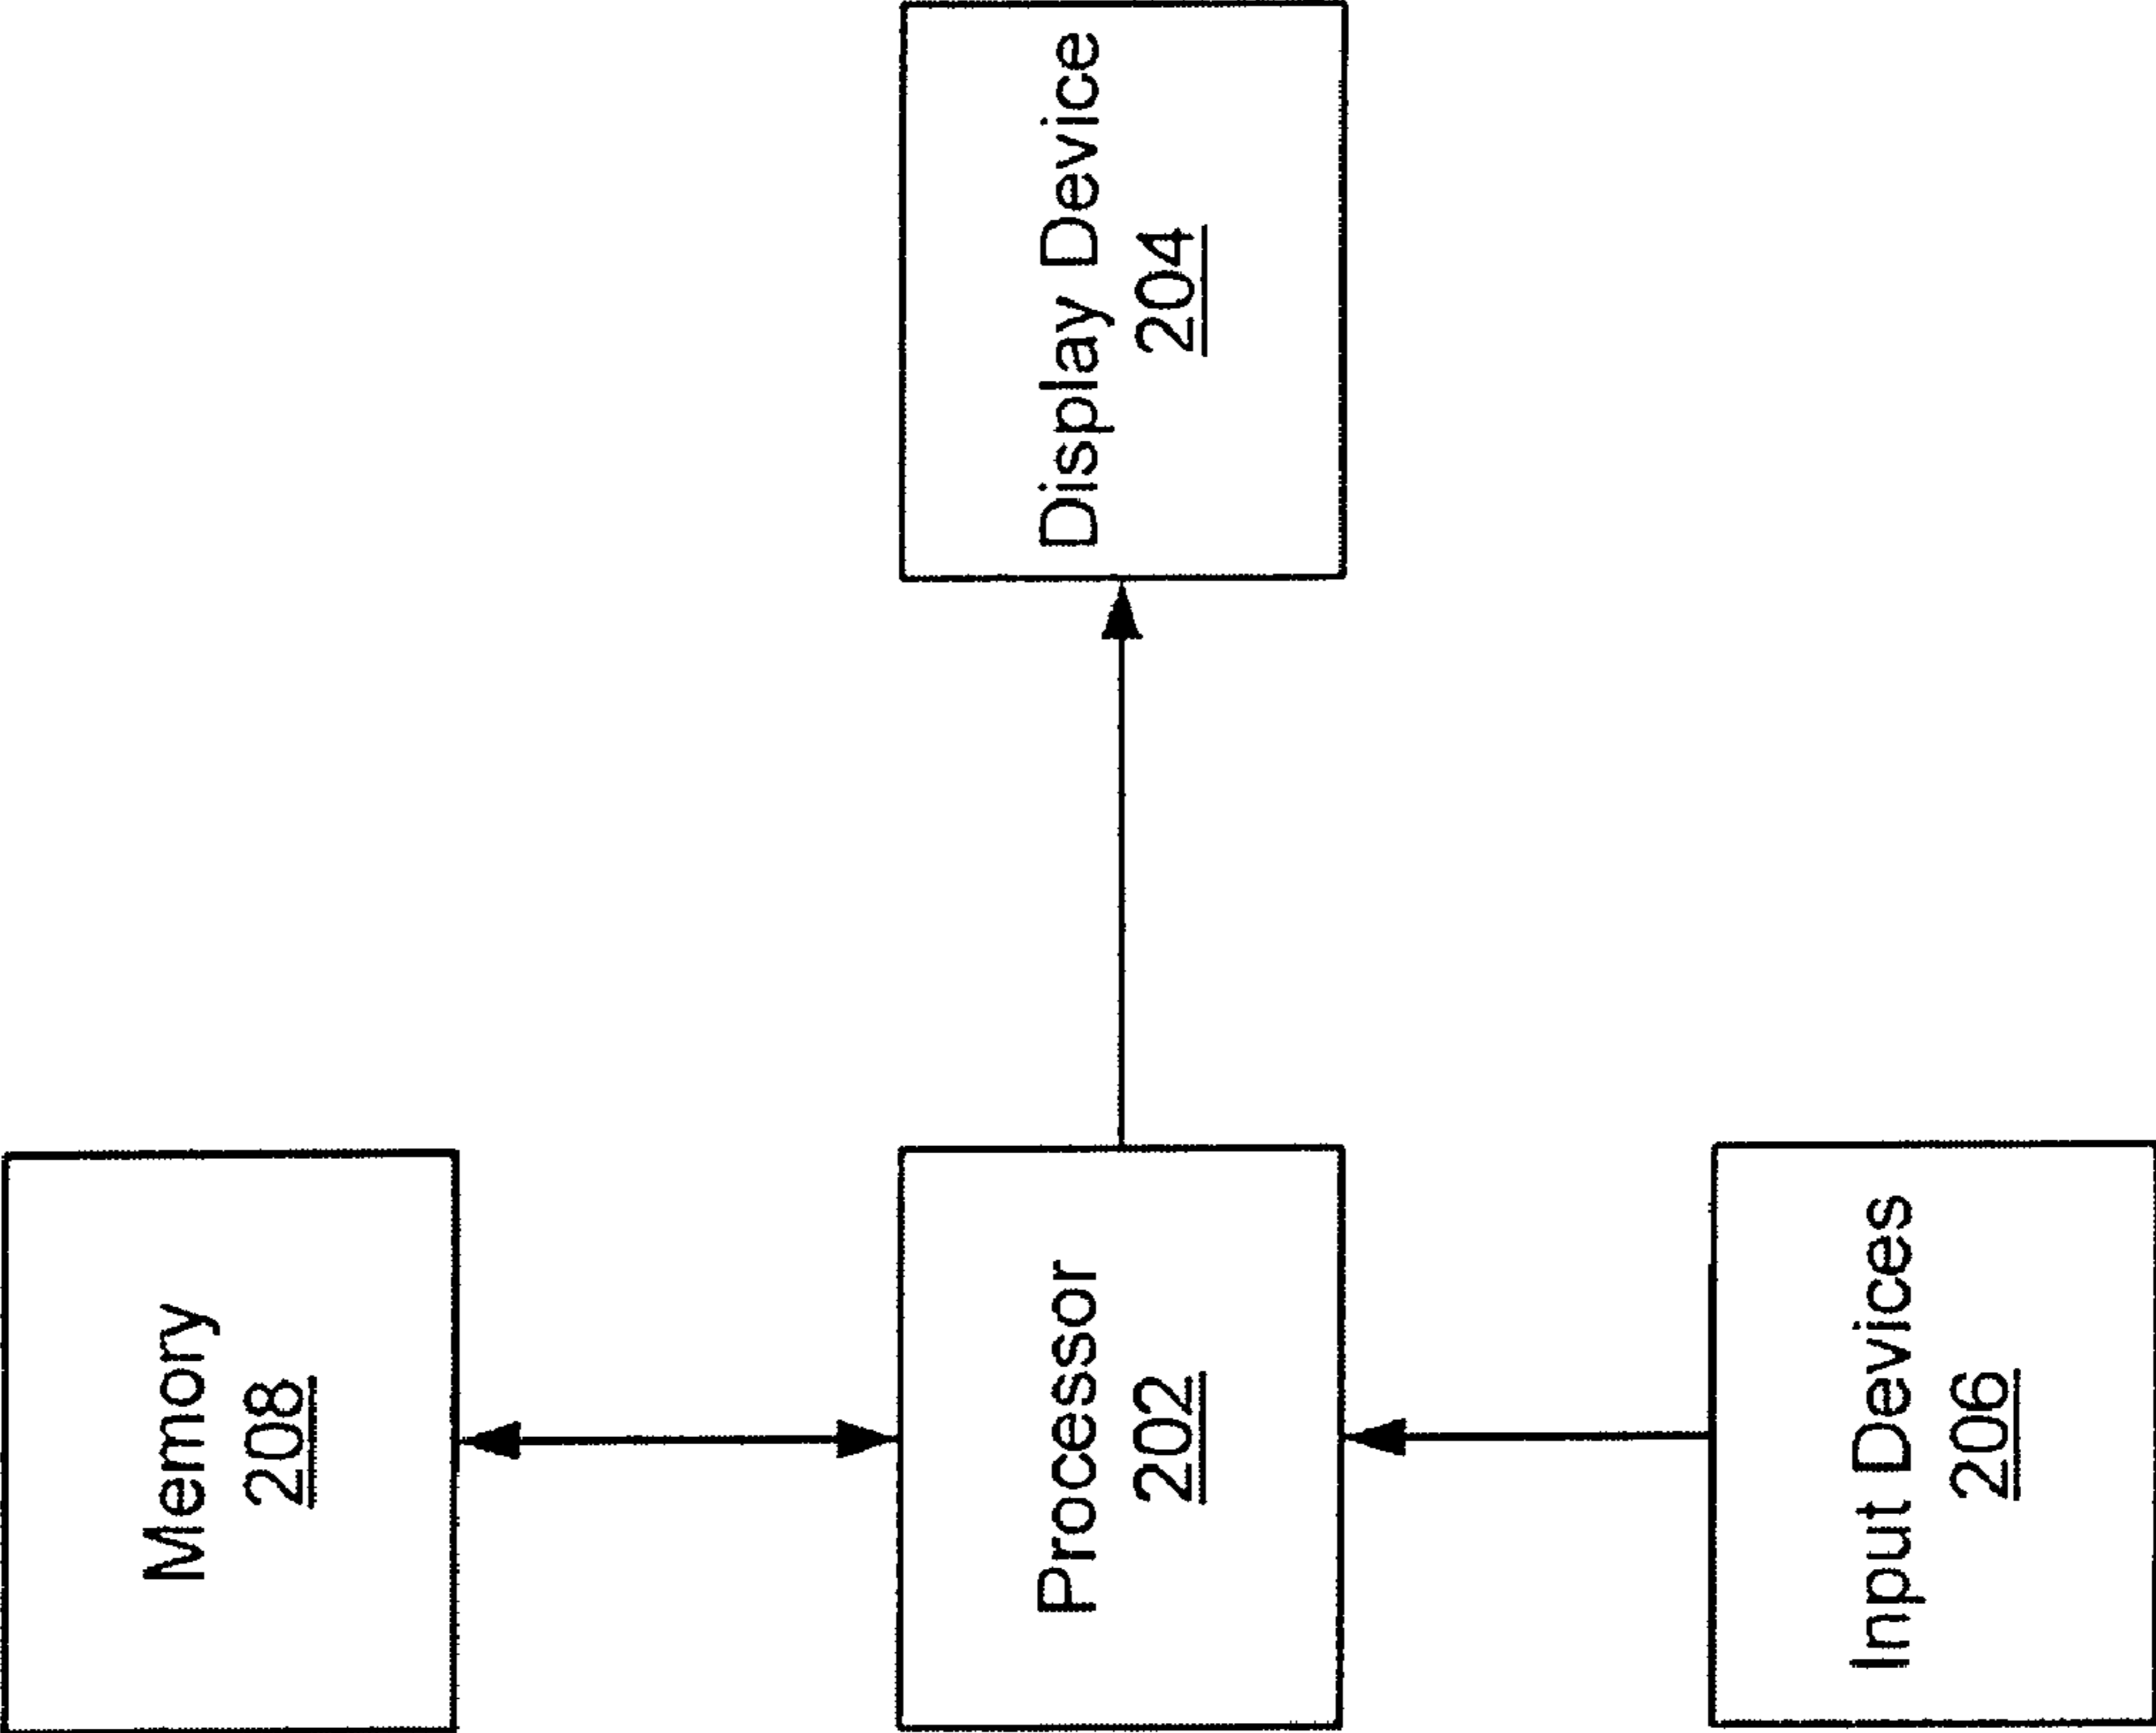 Memory
208
Processor
202
Display Device
204
Input Devices
206